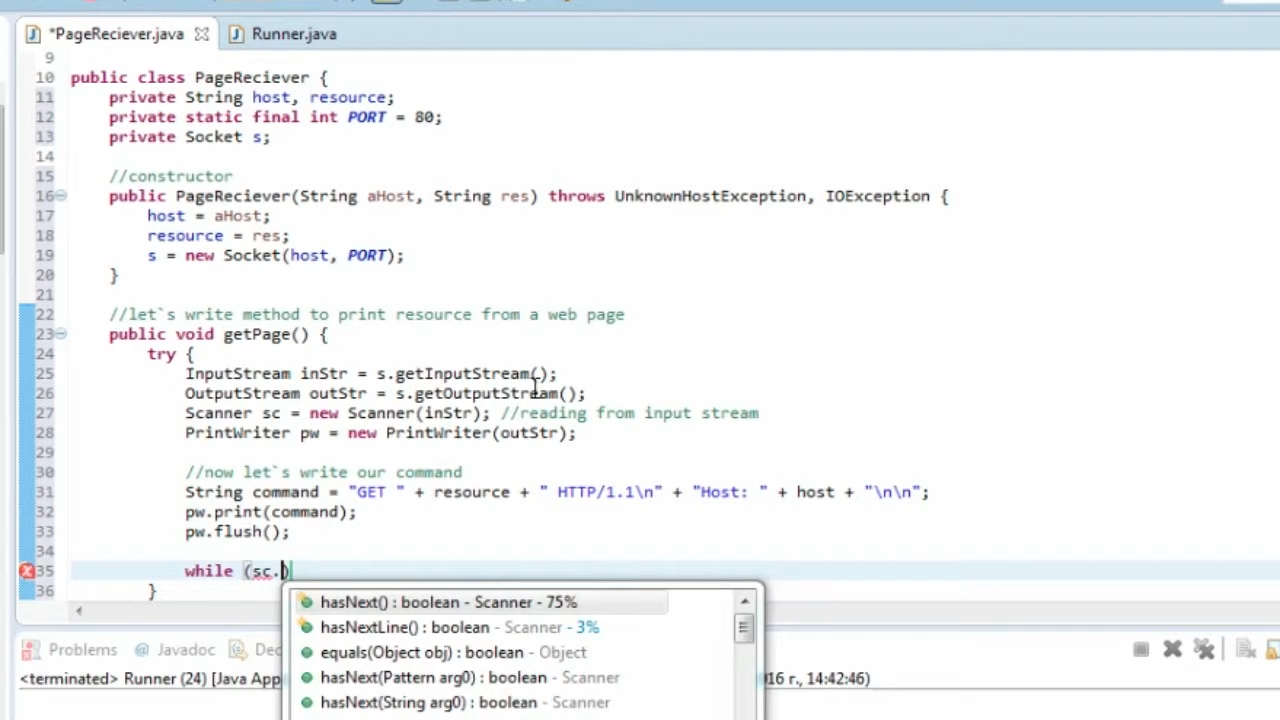 *PageReciever.java
Runner.java
9
10 public class PageReciever {
11 private String host, resource;
12 private static final int PORT = 80;
13 private Socket s;
14
15 //constructor
16 public PageReciever(String aHost, String res) throws UnknownHostException, IOException {
17 host = aHost;
18 resource = res;
19 s = new Socket(host, PORT);
20 }
21
22 //let`s write method to print resource from a web page
23 public void getPage() {
24 try {
25 InputStream inStr = s.getInputStream();
26 OutputStream outStr = s.getOutputStream();
27 Scanner sc = new Scanner(inStr); //reading from input stream
28 PrintWriter pw = new PrintWriter(outStr);
29
30 //now let`s write our command
31 String command = "GET " + resource + " HTTP/1.1\n" + "Host: " + host + "\n\n";
32 pw.print(command);
33 pw.flush();
34
35 while (sc.)
36 }
hasNext() : boolean - Scanner - 75%
hasNextLine() : boolean - Scanner - 3%
equals(Object obj) : boolean - Object
hasNext(Pattern arg0) : boolean - Scanner
hasNext(String arg0) : boolean - Scanner
Problems @ Javadoc Dec
<terminated> Runner (24) [Java App 16 г., 14:42:46)